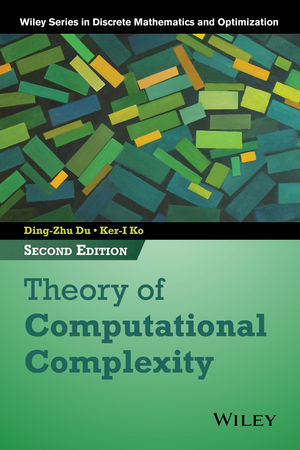 Wiley Series in Discrete Mathematics and Optimization
Ding-Zhu Du • Ker-I Ko
SECOND EDITION
Theory of
Computational
Complexity
WILEY